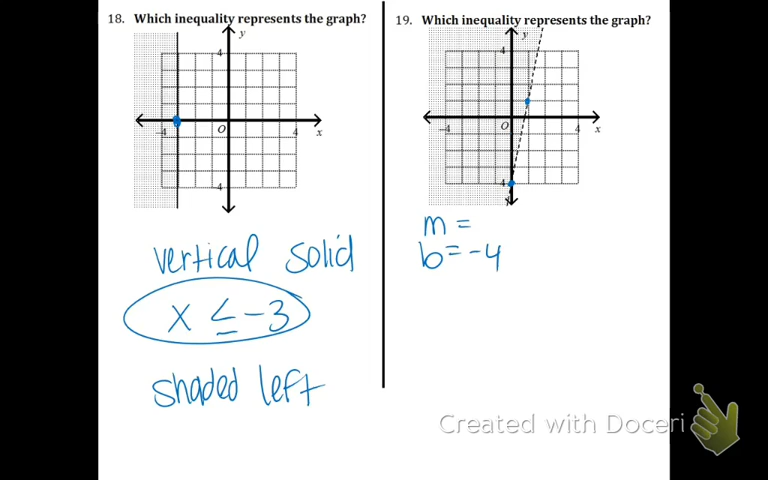 18. Which inequality represents the graph?
y
4
-4
O
4
x
-4
vertical solid
x ≤ -3
shaded left
19. Which inequality represents the graph?
y
4
-4
O
4
x
-4
m =
b = -4
Created with Doceri